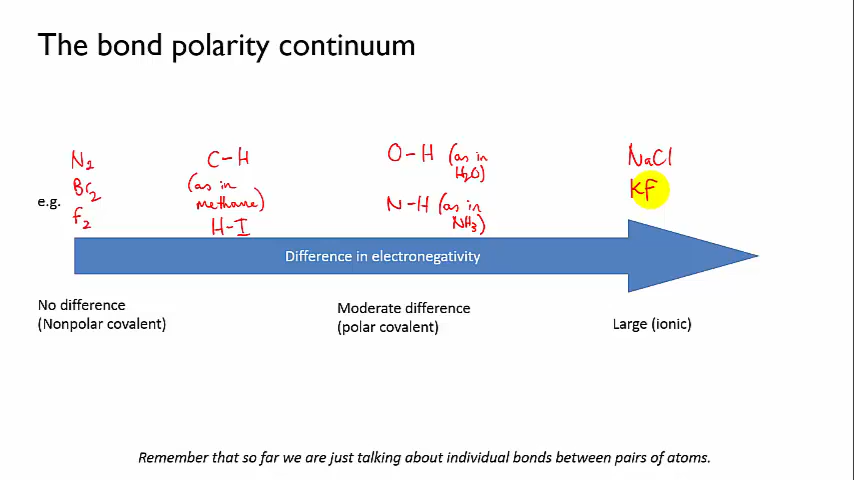 The bond polarity continuum
N₂
Br₂
F₂
C-H
(as in
methane)
H-I
O-H (as in
H₂O)
N-H (as in
NH₃)
NaCl
KF
e.g.
Difference in electronegativity
No difference
(Nonpolar covalent)
Moderate difference
(polar covalent)
Large (ionic)
Remember that so far we are just talking about individual bonds between pairs of atoms.